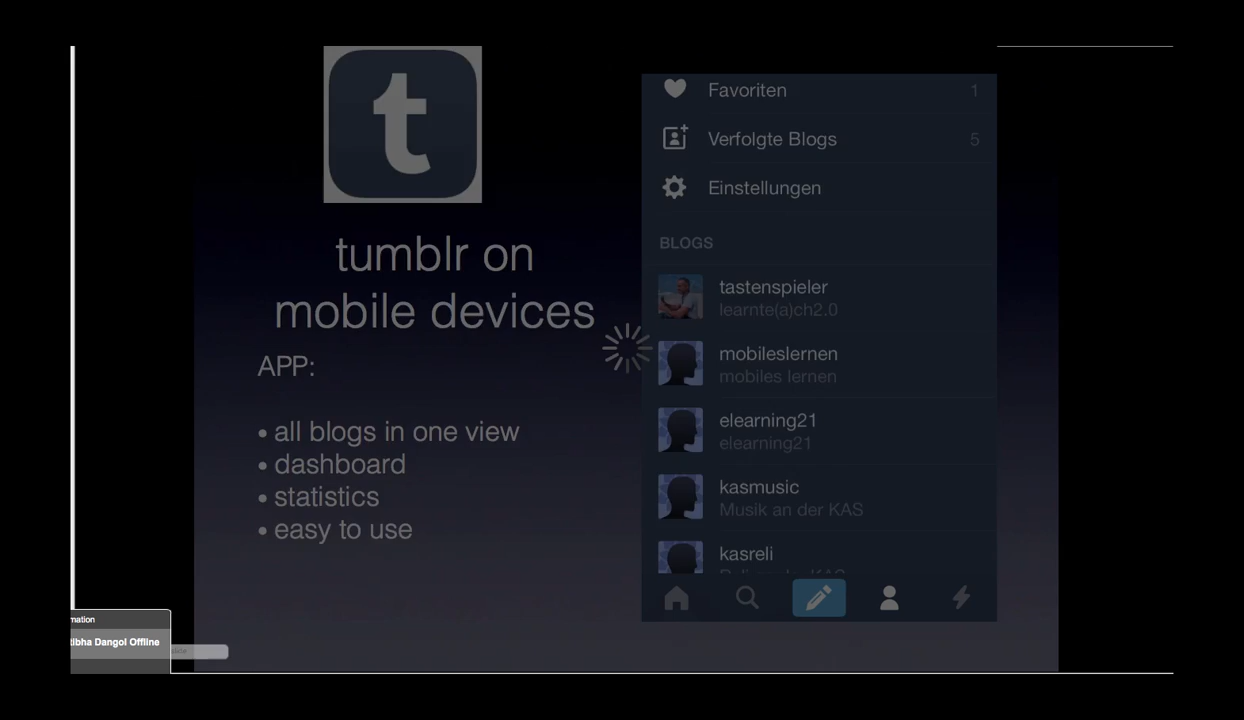 t
tumblr on
mobile devices
APP:
• all blogs in one view
• dashboard
• statistics
• easy to use
Favoriten 1
Verfolgte Blogs 5
Einstellungen
BLOGS
tastenspieler
learnte(a)ch2.0
mobileslernen
mobiles lernen
elearning21
elearning21
kasmusic
Musik an der KAS
kasreli
mation
tibha Dangol Offline